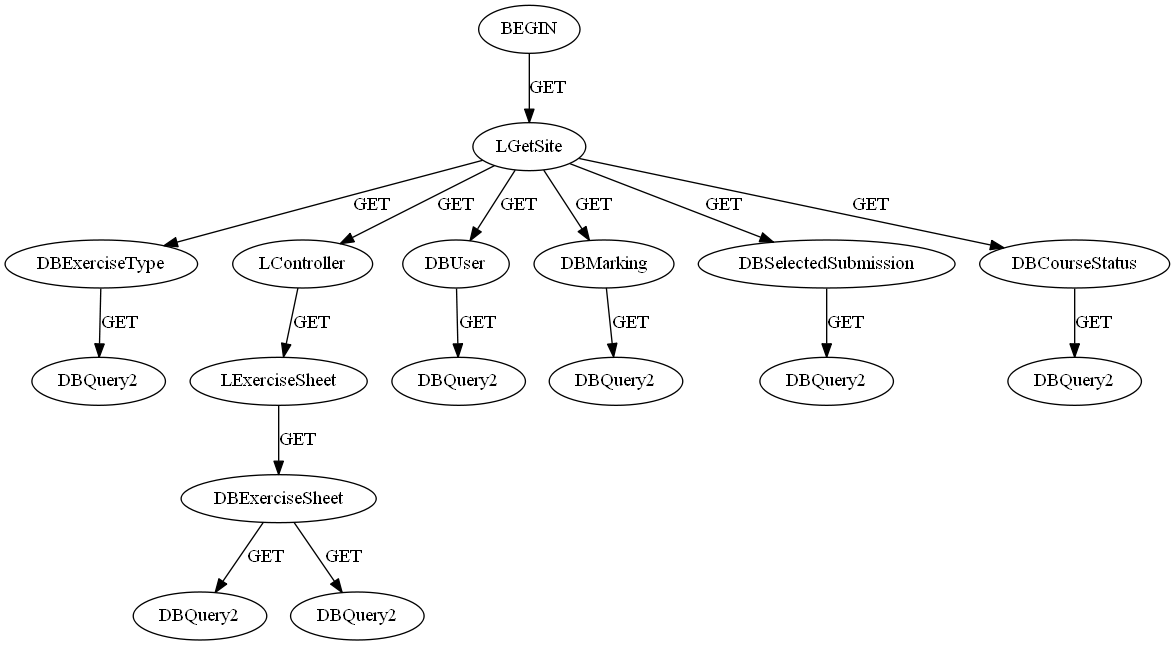 BEGIN
GET
LGetSite
GET GET GET GET GET GET
DBExerciseType LController DBUser DBMarking DBSelectedSubmission DBCourseStatus
GET GET GET GET GET GET
DBQuery2 LExerciseSheet DBQuery2 DBQuery2 DBQuery2 DBQuery2
GET
DBExerciseSheet
GET GET
DBQuery2 DBQuery2